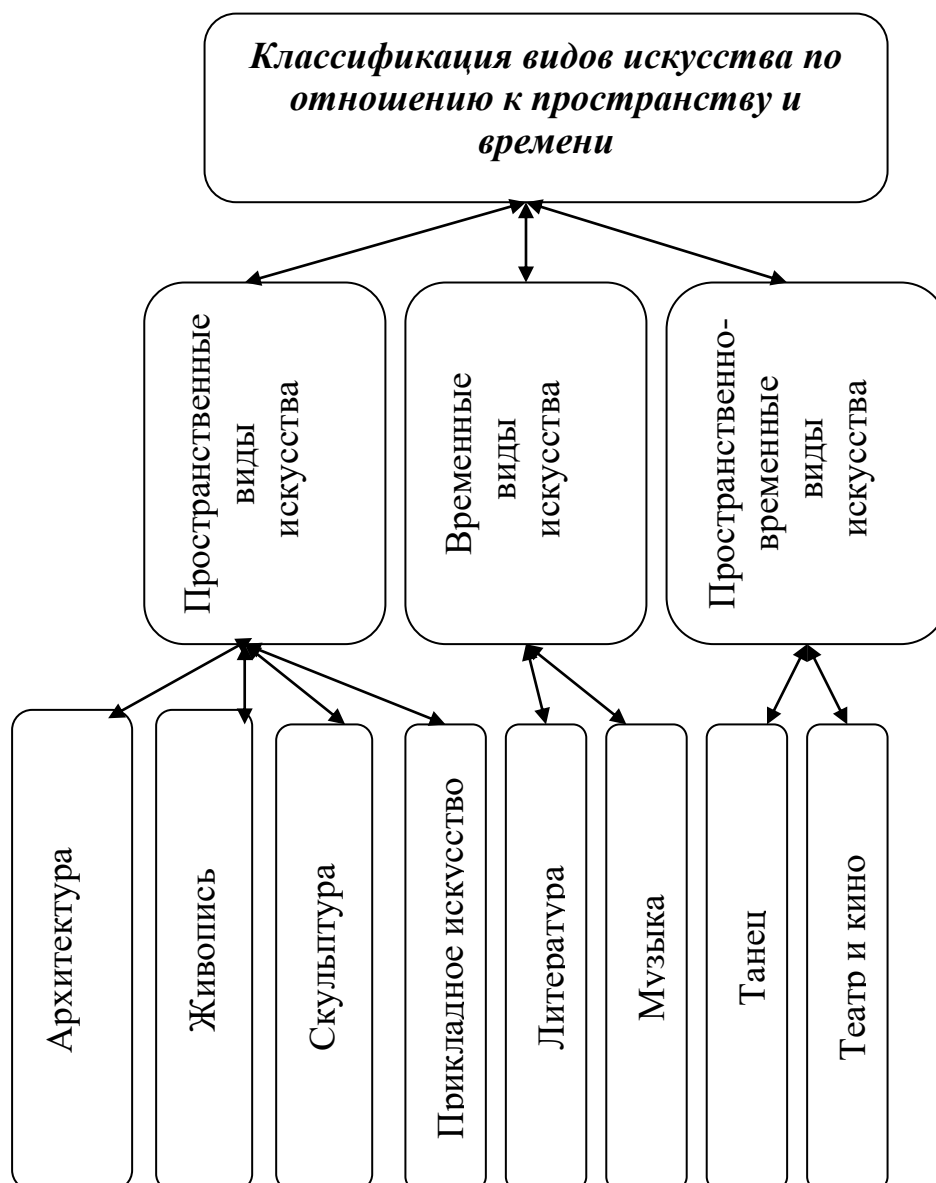 Классификация видов искусства по
отношению к пространству и
времени
Пространственные
виды
искусства
Временные
виды
искусства
Пространственно-
временные
виды
искусства
Архитектура
Живопись
Скульптура
Прикладное искусство
Литература
Музыка
Танец
Театр и кино